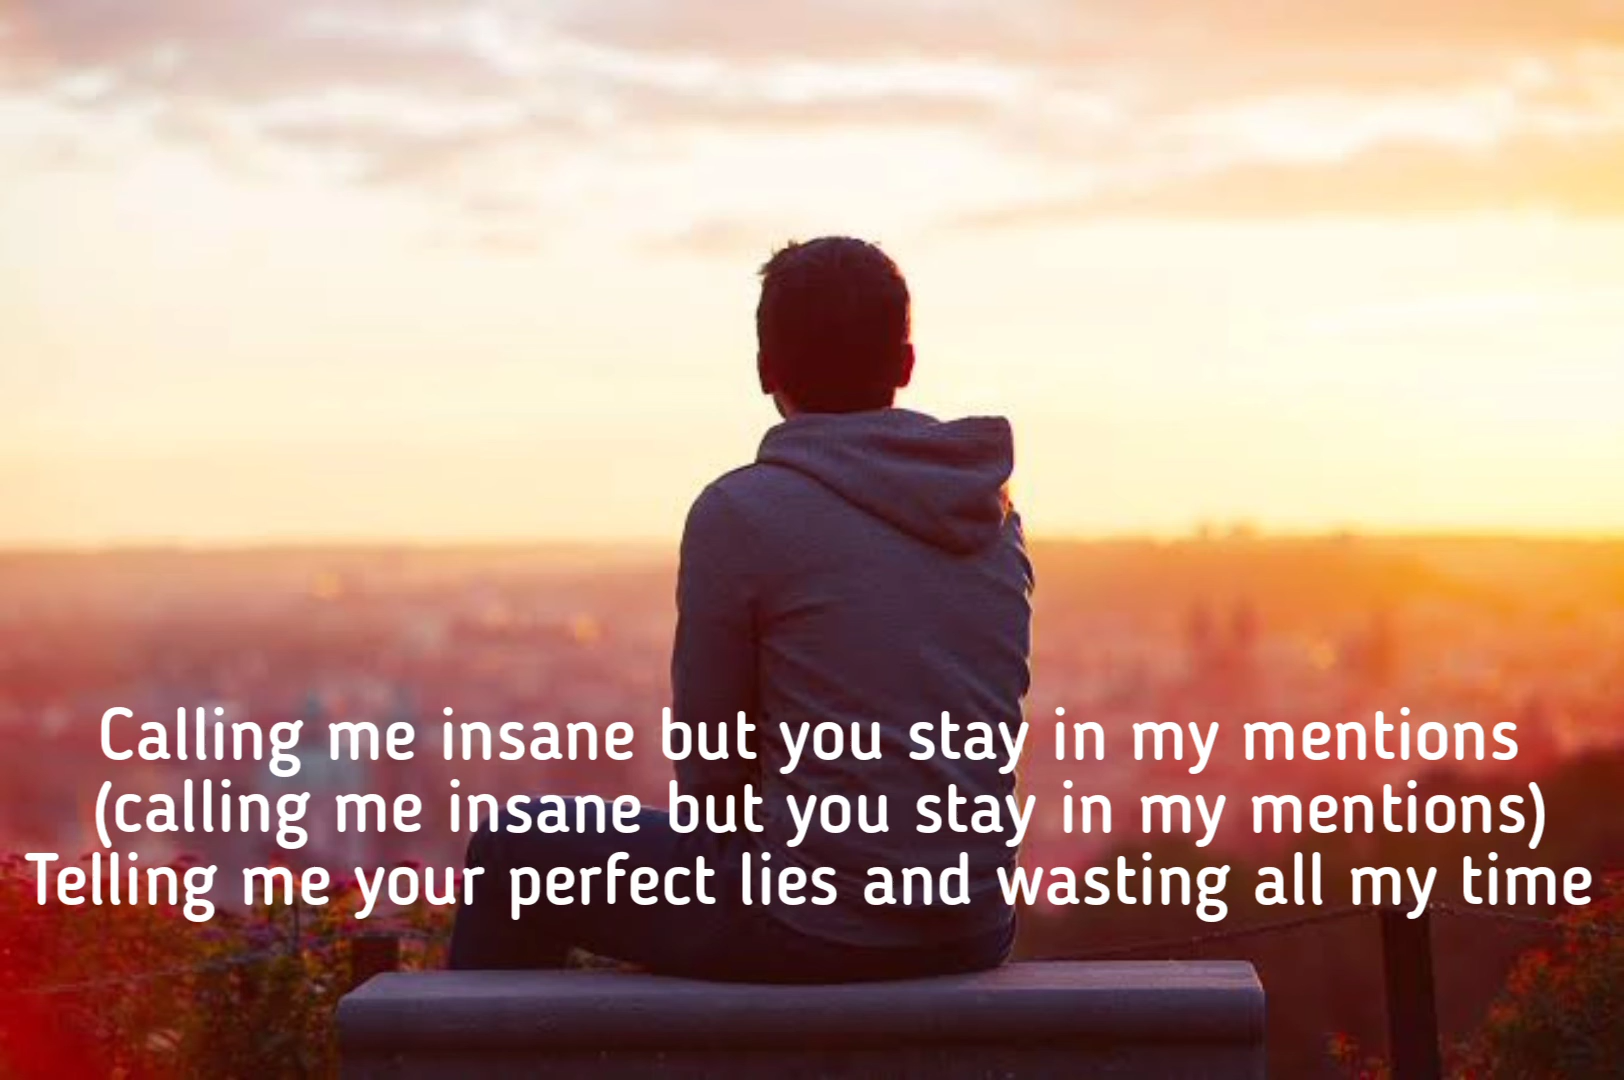 Calling me insane but you stay in my mentions
(calling me insane but you stay in my mentions)
Telling me your perfect lies and wasting all my time